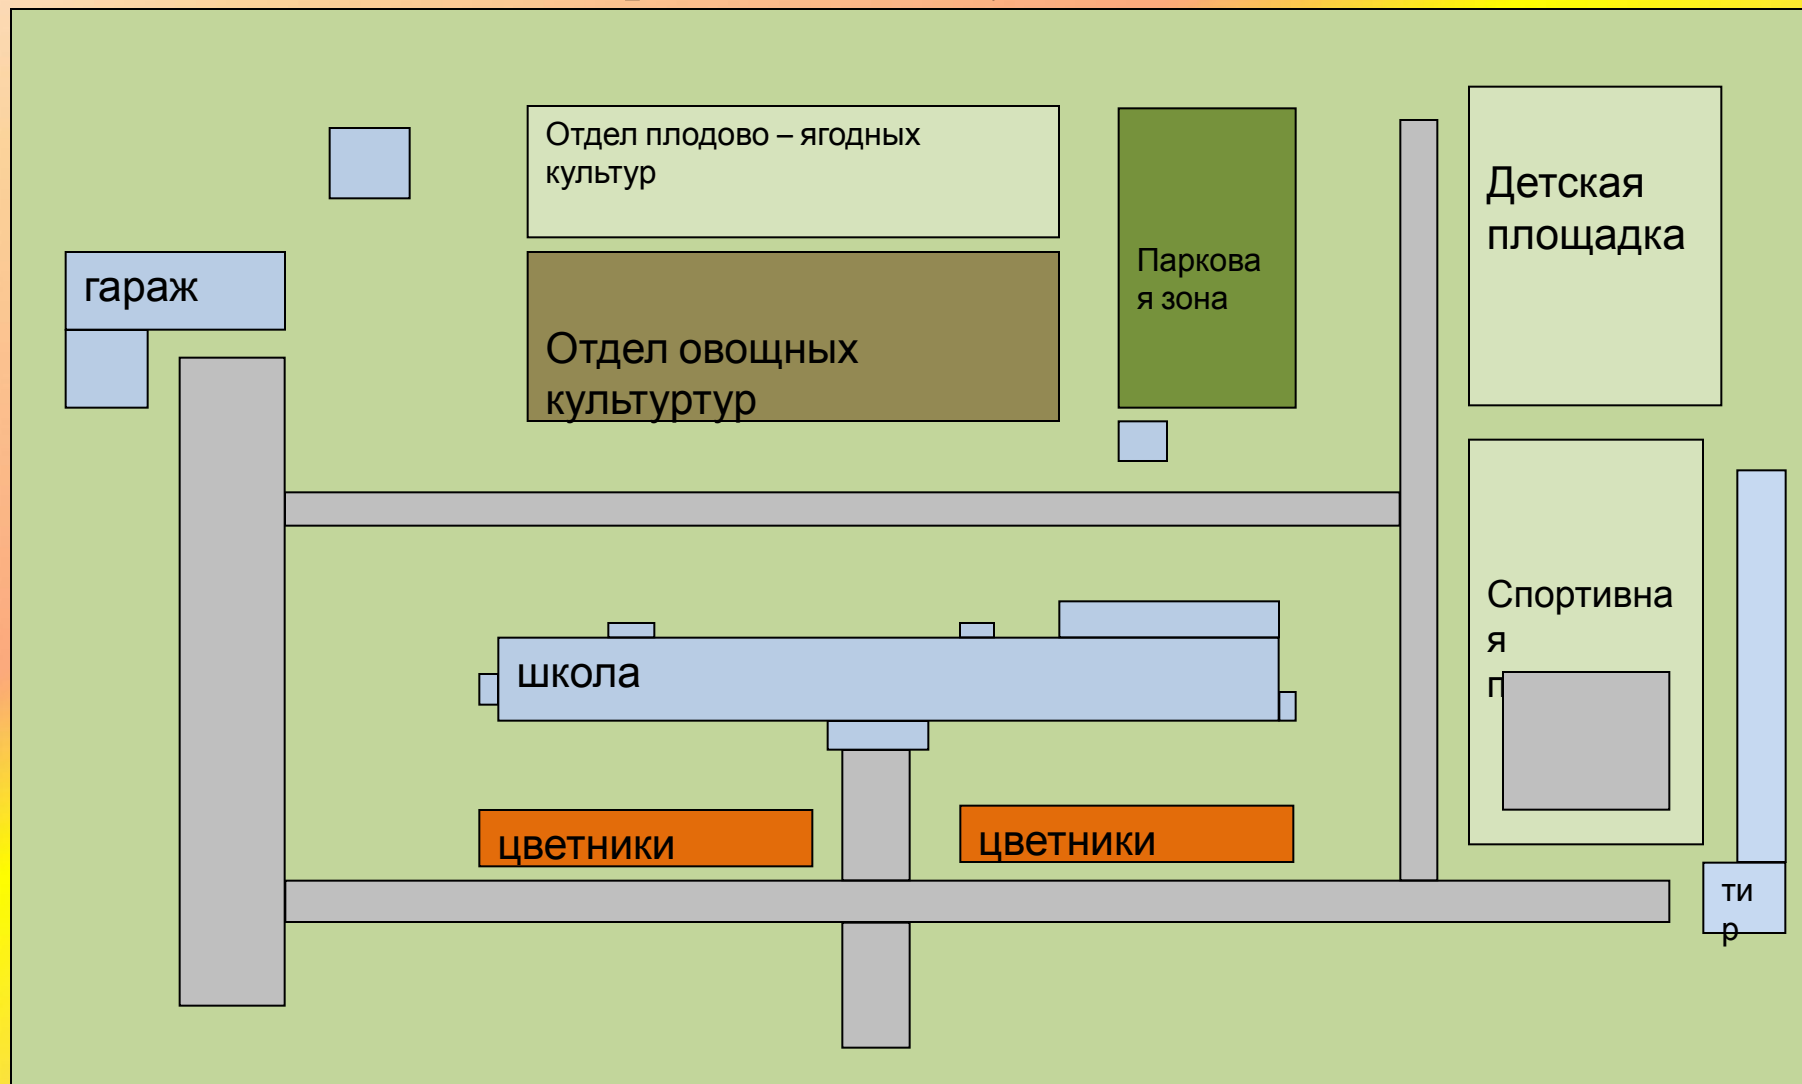 Отдел плодово – ягодных
культур
Детская
площадка
гараж
Паркова
я зона
Отдел овощных
культуртур
Спортивна
я
п
школа
цветники
цветники
ти
р